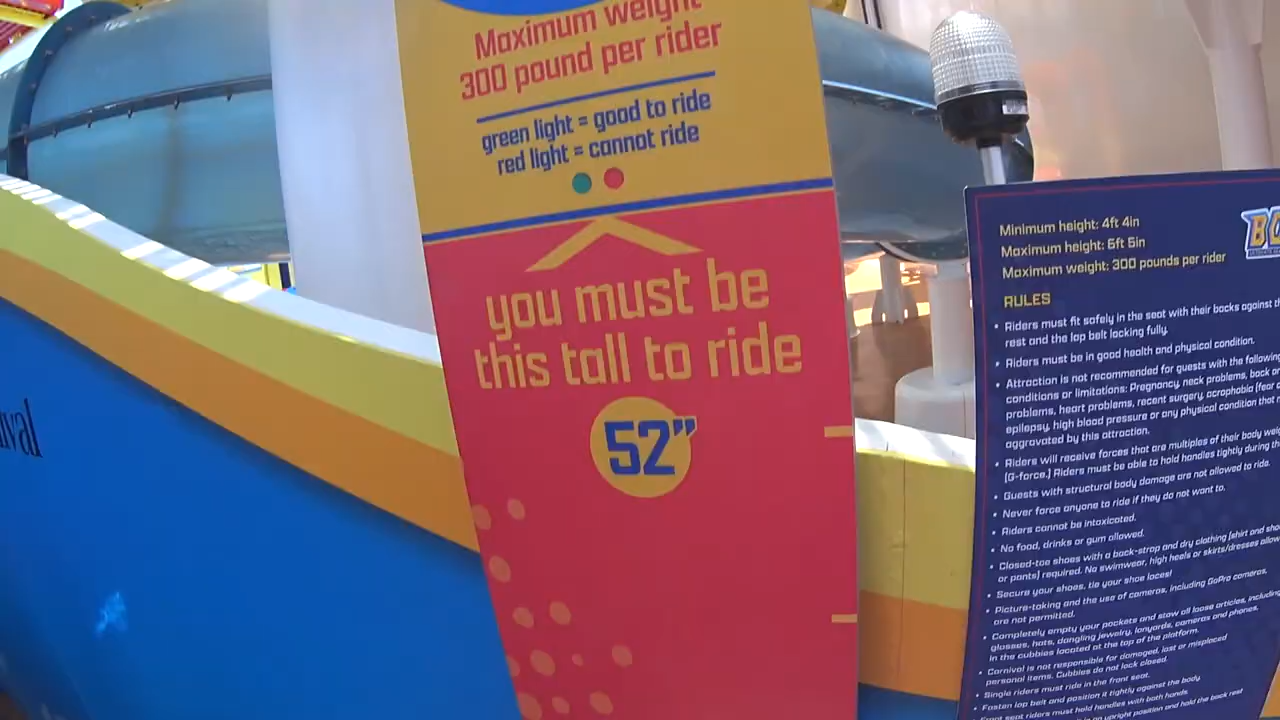 Maximum weight
300 pound per rider
green light = good to ride
red light = cannot ride
you must be
this tall to ride
52"
Minimum height: 4ft 4in
Maximum height: 6ft 6in
Maximum weight: 300 pounds per rider
RULES
• Riders must fit safely in the seat with their backs against
rest and the lap belt locking fully.
• Riders must be in good health and physical condition.
• Attraction is not recommended for guests with the following
conditions or limitations: Pregnancy, neck problems, back or
problems, heart problems, recent surgery, acrophobia (fear
epilepsy, high blood pressure or any physical condition that
aggravated by this attraction.
• Riders will receive forces that are multiples of their body
(G-force.) Riders must be able to hold handles tightly during
• Guests with structural body damage are not allowed to ride.
• Never force anyone to ride if they do not want to.
• Riders cannot be intoxicated.
• No food, drinks or gum allowed.
• Closed-toe shoes with a back-strap and dry clothing (shirt and
or pants) required. No swimwear, high heels or skirts/dresses
• Secure your shoes, tie your shoe laces!
• Picture-taking and the use of cameras, including GoPro cameras,
are not permitted.
• Completely empty your pockets and stow all loose articles, including
glasses, hats, dangling jewelry, lanyards, cameras and phones,
in the cubbies located at the top of the platform.
• Carnival is not responsible for damaged, lost or misplaced
personal items. Cubbies do not lock closed.
• Single riders must ride in the front seat.
• Fasten lap belt and position it tightly against the body
• Front seat riders must hold handles with both hands
in an upright position and hold the back rest